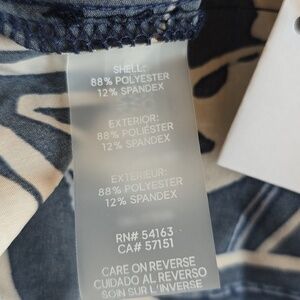 SHELL:
88% POLYESTER
12% SPANDEX
EXTERIOR:
88% POLIÉSTER
12% SPANDEX
EXTÉRIEUR:
88% POLYESTER
12% SPANDEX
RN# 54163
CA# 57151
CARE ON REVERSE
CUIDADO AL REVERSO
SOIN SUR L'INVERSE